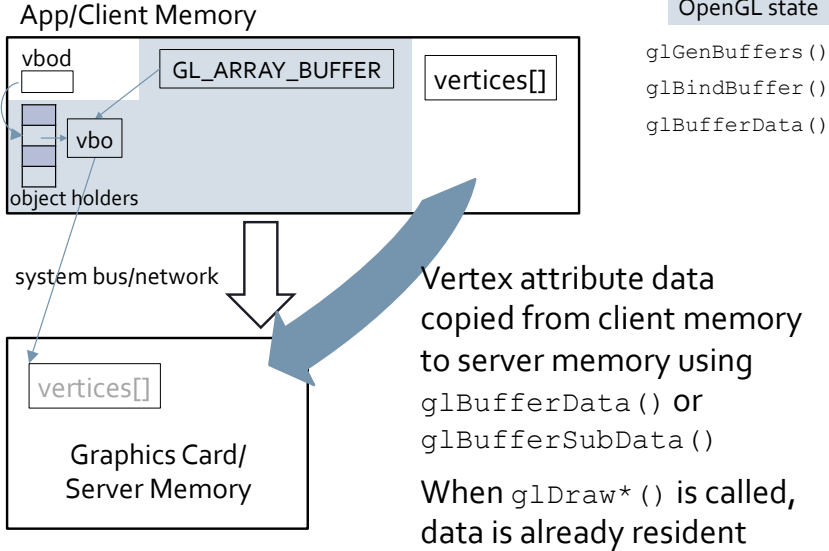 App/Client Memory
OpenGL state
vbod
GL_ARRAY_BUFFER
vertices[]
glGenBuffers()
glBindBuffer()
glBufferData()
vbo
object holders
system bus/network
Vertex attribute data
copied from client memory
to server memory using
glBufferData() or
glBufferSubData()
vertices[]
Graphics Card/
Server Memory
When glDraw*() is called,
data is already resident